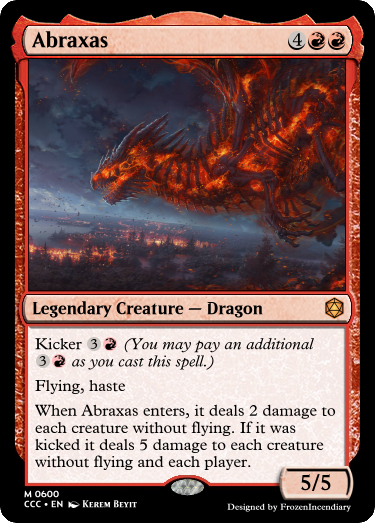 Abraxas 4
Legendary Creature — Dragon
Kicker 3 (You may pay an additional
3 as you cast this spell.)
Flying, haste
When Abraxas enters, it deals 2 damage to
each creature without flying. If it was
kicked it deals 5 damage to each creature
without flying and each player.
5/5
M 0600
CCC • EN Kerem Beyit
Designed by FrozenIncendiary